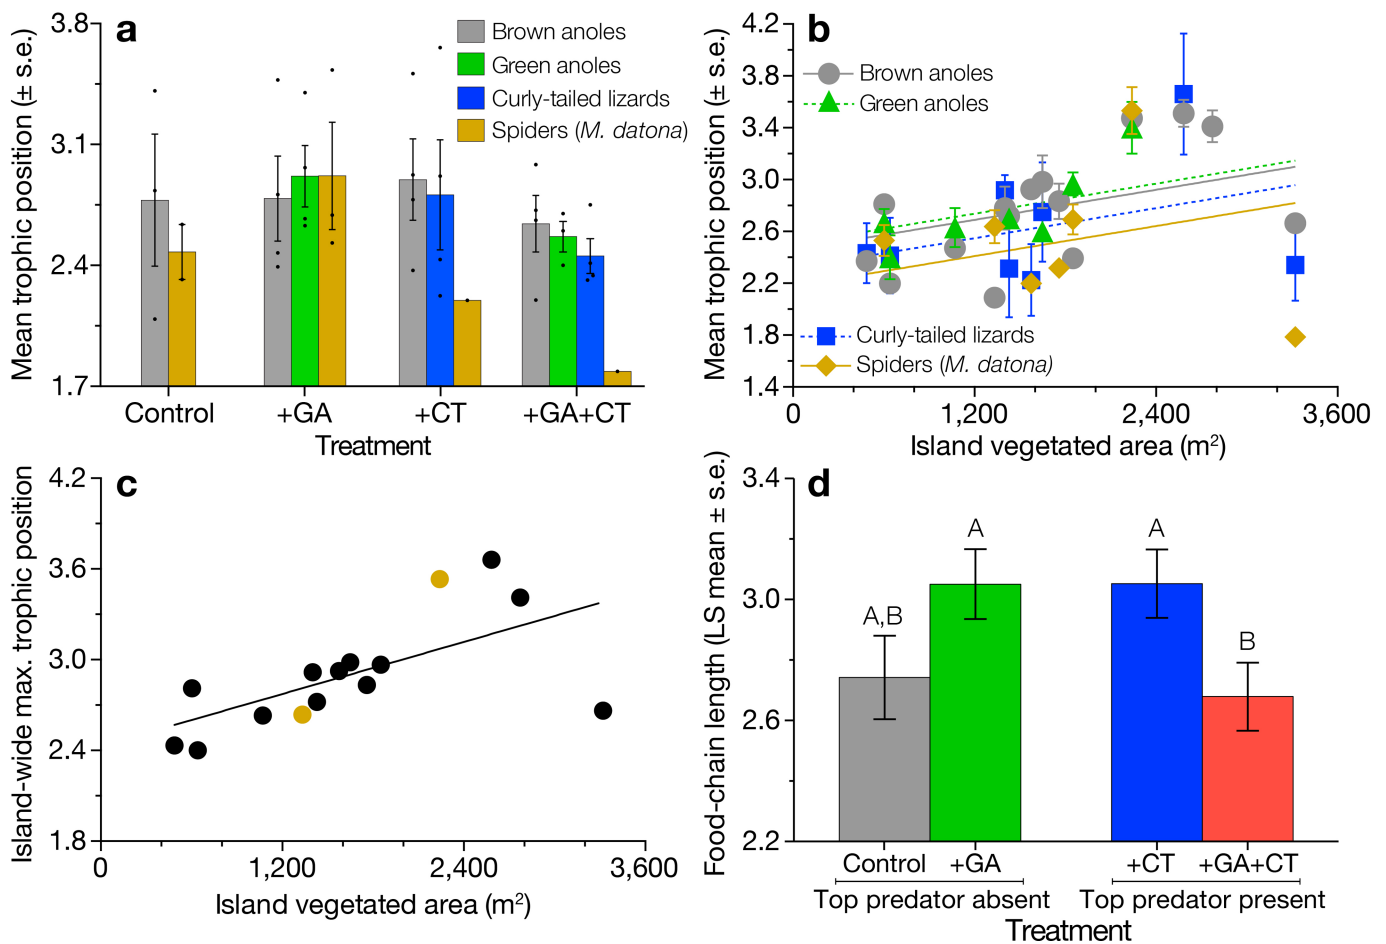 a
Mean trophic position (± s.e.)
3.8
3.1
2.4
1.7
Brown anoles
Green anoles
Curly-tailed lizards
Spiders (M. datona)
Control
+GA
+CT
+GA+CT
Treatment
b
Mean trophic position (± s.e.)
4.2
3.8
3.4
3.0
2.6
2.2
1.8
1.4
Brown anoles
Green anoles
Curly-tailed lizards
Spiders (M. datona)
0
1,200
2,400
3,600
Island vegetated area (m²)
c
Island-wide max. trophic position
4.2
3.6
3.0
2.4
1.8
0
1,200
2,400
3,600
Island vegetated area (m²)
d
Food-chain length (LS mean ± s.e.)
3.4
3.0
2.6
2.2
A,B
A
A
B
Control
+GA
+CT
+GA+CT
Top predator absent
Top predator present
Treatment